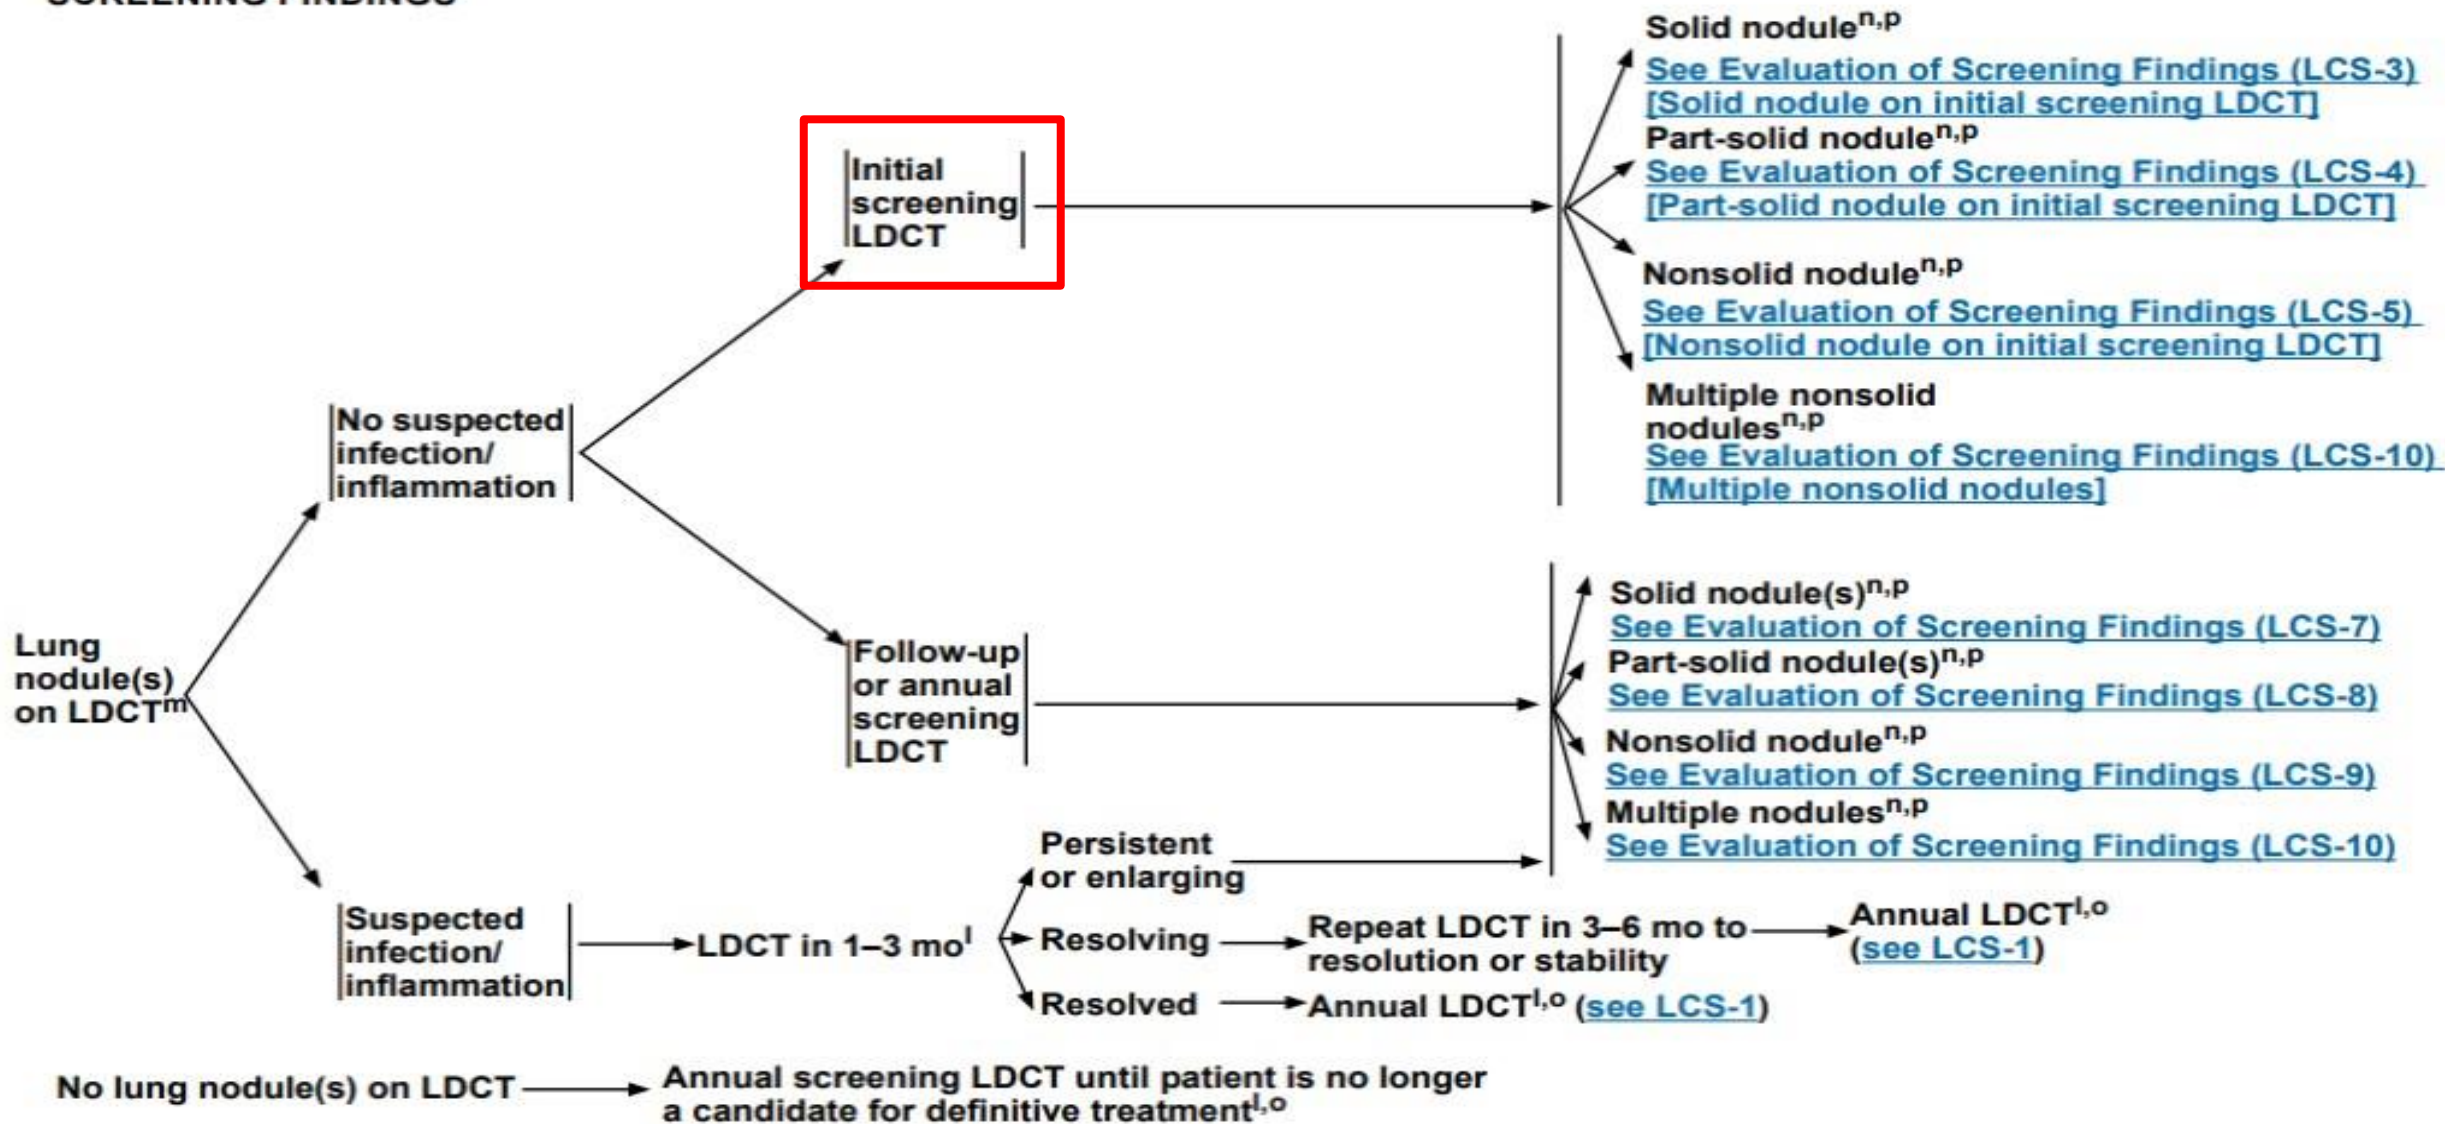 SCREENING FINDINGS
Solid nodule^n,p
See Evaluation of Screening Findings (LCS-3)
[Solid nodule on initial screening LDCT]
Part-solid nodule^n,p
See Evaluation of Screening Findings (LCS-4)
[Part-solid nodule on initial screening LDCT]
Nonsolid nodule^n,p
See Evaluation of Screening Findings (LCS-5)
[Nonsolid nodule on initial screening LDCT]
Multiple nonsolid
nodules^n,p
See Evaluation of Screening Findings (LCS-10)
[Multiple nonsolid nodules]
Initial
screening
LDCT
No suspected
infection/
inflammation
Lung
nodule(s)
on LDCT^m
Follow-up
or annual
screening
LDCT
Solid nodule(s)^n,p
See Evaluation of Screening Findings (LCS-7)
Part-solid nodule(s)^n,p
See Evaluation of Screening Findings (LCS-8)
Nonsolid nodule^n,p
See Evaluation of Screening Findings (LCS-9)
Multiple nodules^n,p
See Evaluation of Screening Findings (LCS-10)
Suspected
infection/
inflammation
LDCT in 1–3 mo^l
Persistent
or enlarging
Resolving
Repeat LDCT in 3–6 mo to
resolution or stability
Annual LDCT^l,o
(see LCS-1)
Resolved
Annual LDCT^l,o (see LCS-1)
No lung nodule(s) on LDCT
Annual screening LDCT until patient is no longer
a candidate for definitive treatment^l,o